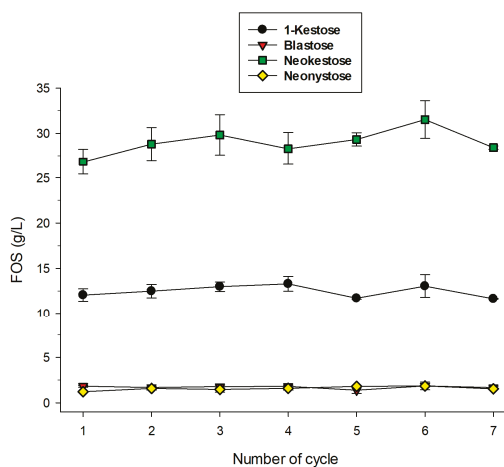 1-Kestose
Blastose
Neokestose
Neonystose
35
30
25
20
15
10
5
0
FOS (g/L)
1 2 3 4 5 6 7
Number of cycle